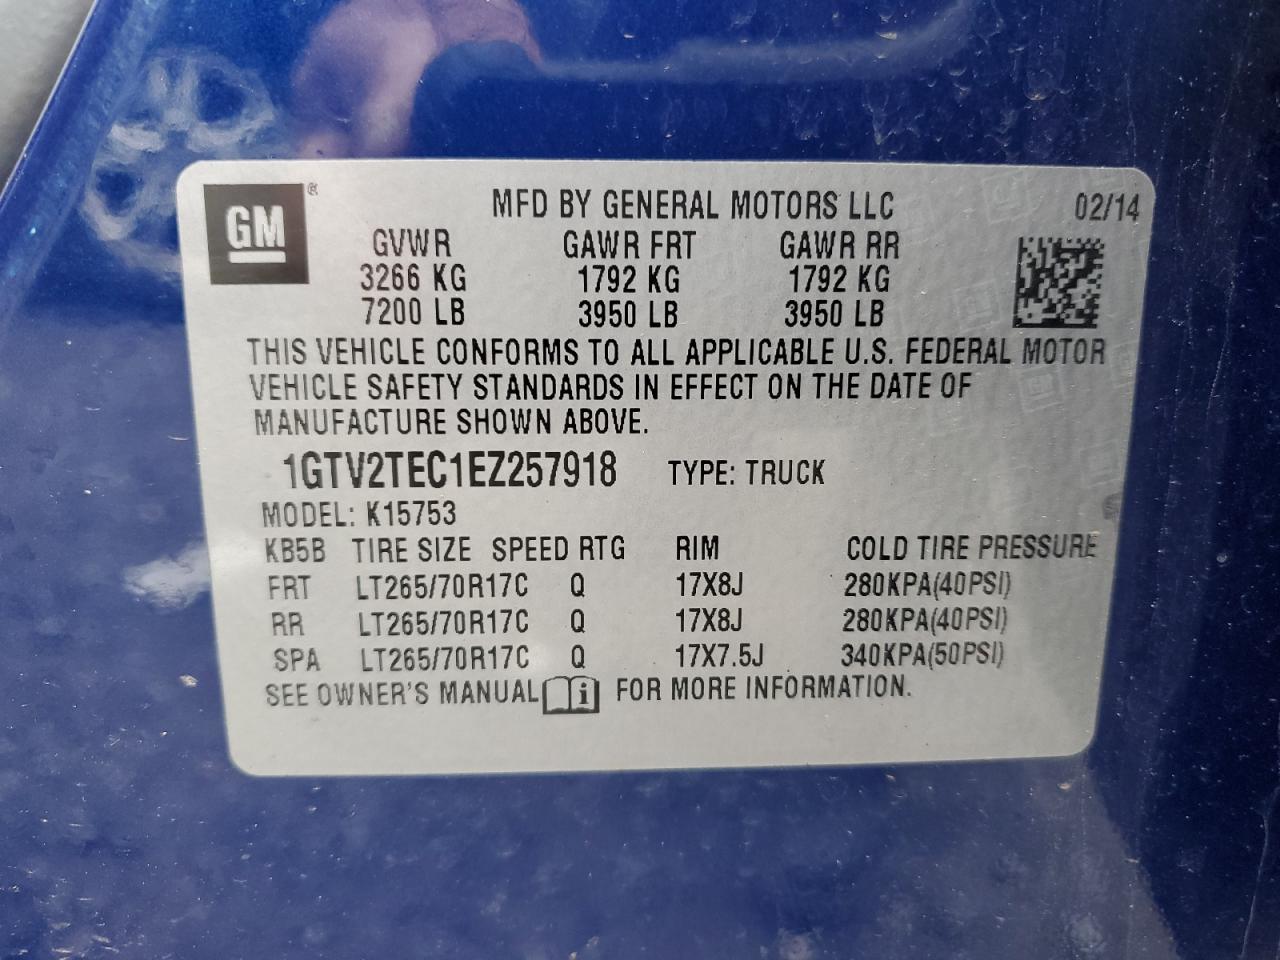 GM ® MFD BY GENERAL MOTORS LLC 02/14
GVWR GAWR FRT GAWR RR
3266 KG 1792 KG 1792 KG
7200 LB 3950 LB 3950 LB
THIS VEHICLE CONFORMS TO ALL APPLICABLE U.S. FEDERAL MOTOR
VEHICLE SAFETY STANDARDS IN EFFECT ON THE DATE OF
MANUFACTURE SHOWN ABOVE.
1GTV2TEC1EZ257918 TYPE: TRUCK
MODEL: K15753
KB5B TIRE SIZE SPEED RTG RIM COLD TIRE PRESSURE
FRT LT265/70R17C Q 17X8J 280KPA(40PSI)
RR LT265/70R17C Q 17X8J 280KPA(40PSI)
SPA LT265/70R17C Q 17X7.5J 340KPA(50PSI)
SEE OWNER'S MANUAL i FOR MORE INFORMATION.